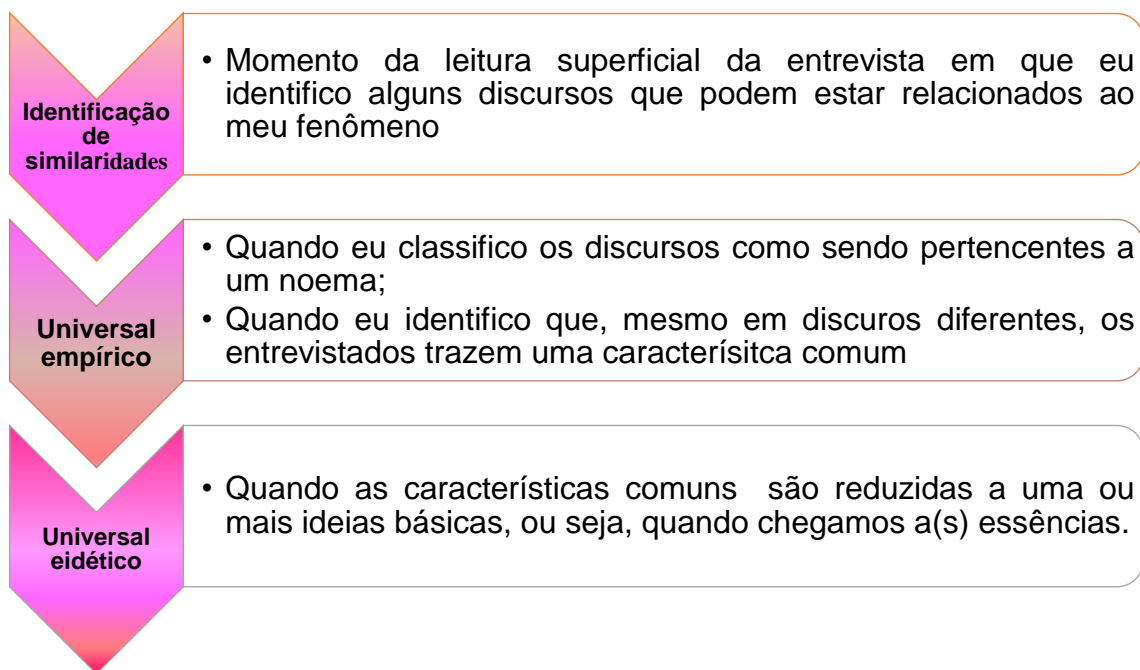 Identificação
de
similaridades
• Momento da leitura superficial da entrevista em que eu
identifico alguns discursos que podem estar relacionados ao
meu fenômeno
Universal
empírico
• Quando eu classifico os discursos como sendo pertencentes a
um noema;
• Quando eu identifico que, mesmo em discuros diferentes, os
entrevistados trazem uma caracterísitca comum
Universal
eidético
• Quando as características comuns são reduzidas a uma ou
mais ideias básicas, ou seja, quando chegamos a(s) essências.